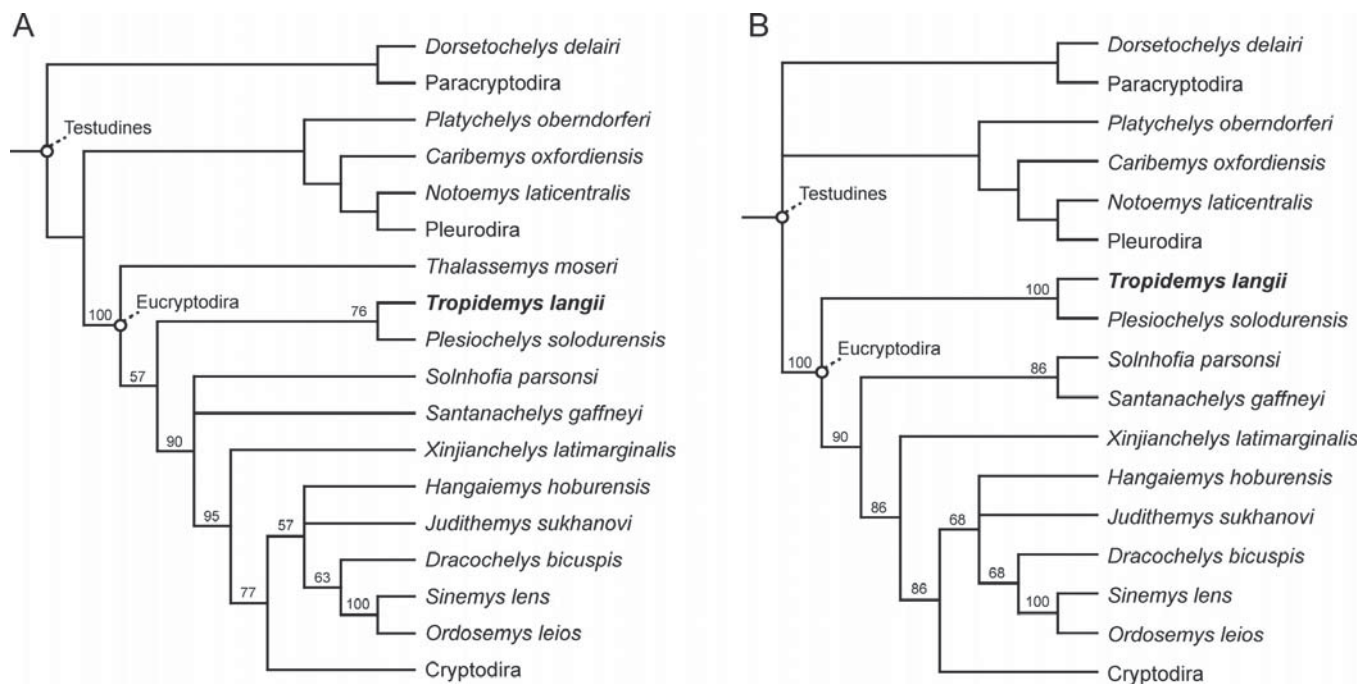 A
Dorsetochelys delairi
Paracryptodira
Testudines
Platychelys oberndorferi
Caribemys oxfordiensis
Notoemys laticentralis
Pleurodira
Thalassemys moseri
Eucryptodira
100
Tropidemys langii
76
Plesiochelys solodurensis
57
Solnhofia parsonsi
Santanachelys gaffneyi
90
Xinjianchelys latimarginalis
Hangaiemys hoburensis
95
57
Judithemys sukhanovi
Dracochelys bicuspis
63
77
Sinemys lens
100
Ordosemys leios
Cryptodira
B
Dorsetochelys delairi
Paracryptodira
Platychelys oberndorferi
Caribemys oxfordiensis
Testudines
Notoemys laticentralis
Pleurodira
Tropidemys langii
100
Plesiochelys solodurensis
Eucryptodira
100
Solnhofia parsonsi
86
Santanachelys gaffneyi
90
Xinjianchelys latimarginalis
Hangaiemys hoburensis
86
68
Judithemys sukhanovi
Dracochelys bicuspis
68
86
Sinemys lens
100
Ordosemys leios
Cryptodira